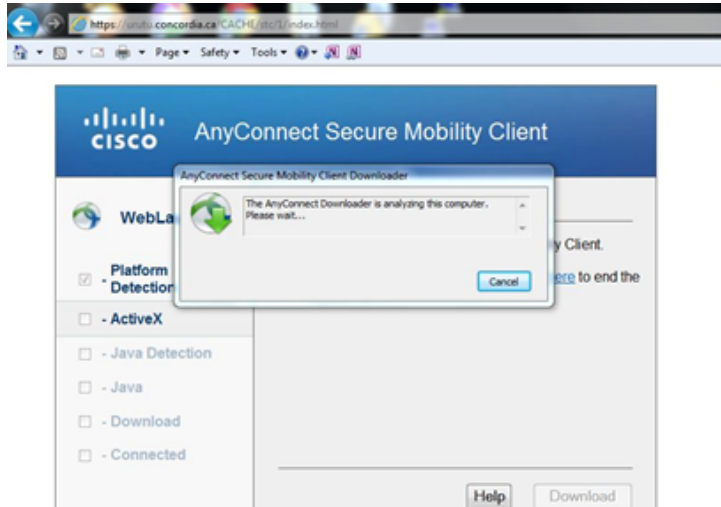 https://urutu.concordia.ca/CACHE/stc/1/index.html
Page Safety Tools
CISCO
AnyConnect Secure Mobility Client
AnyConnect Secure Mobility Client Downloader
The AnyConnect Downloader is analyzing this computer.
Please wait...
Cancel
WebLa
- Platform
Detection
- ActiveX
- Java Detection
- Java
- Download
- Connected
y Client.
ere to end the
Help
Download